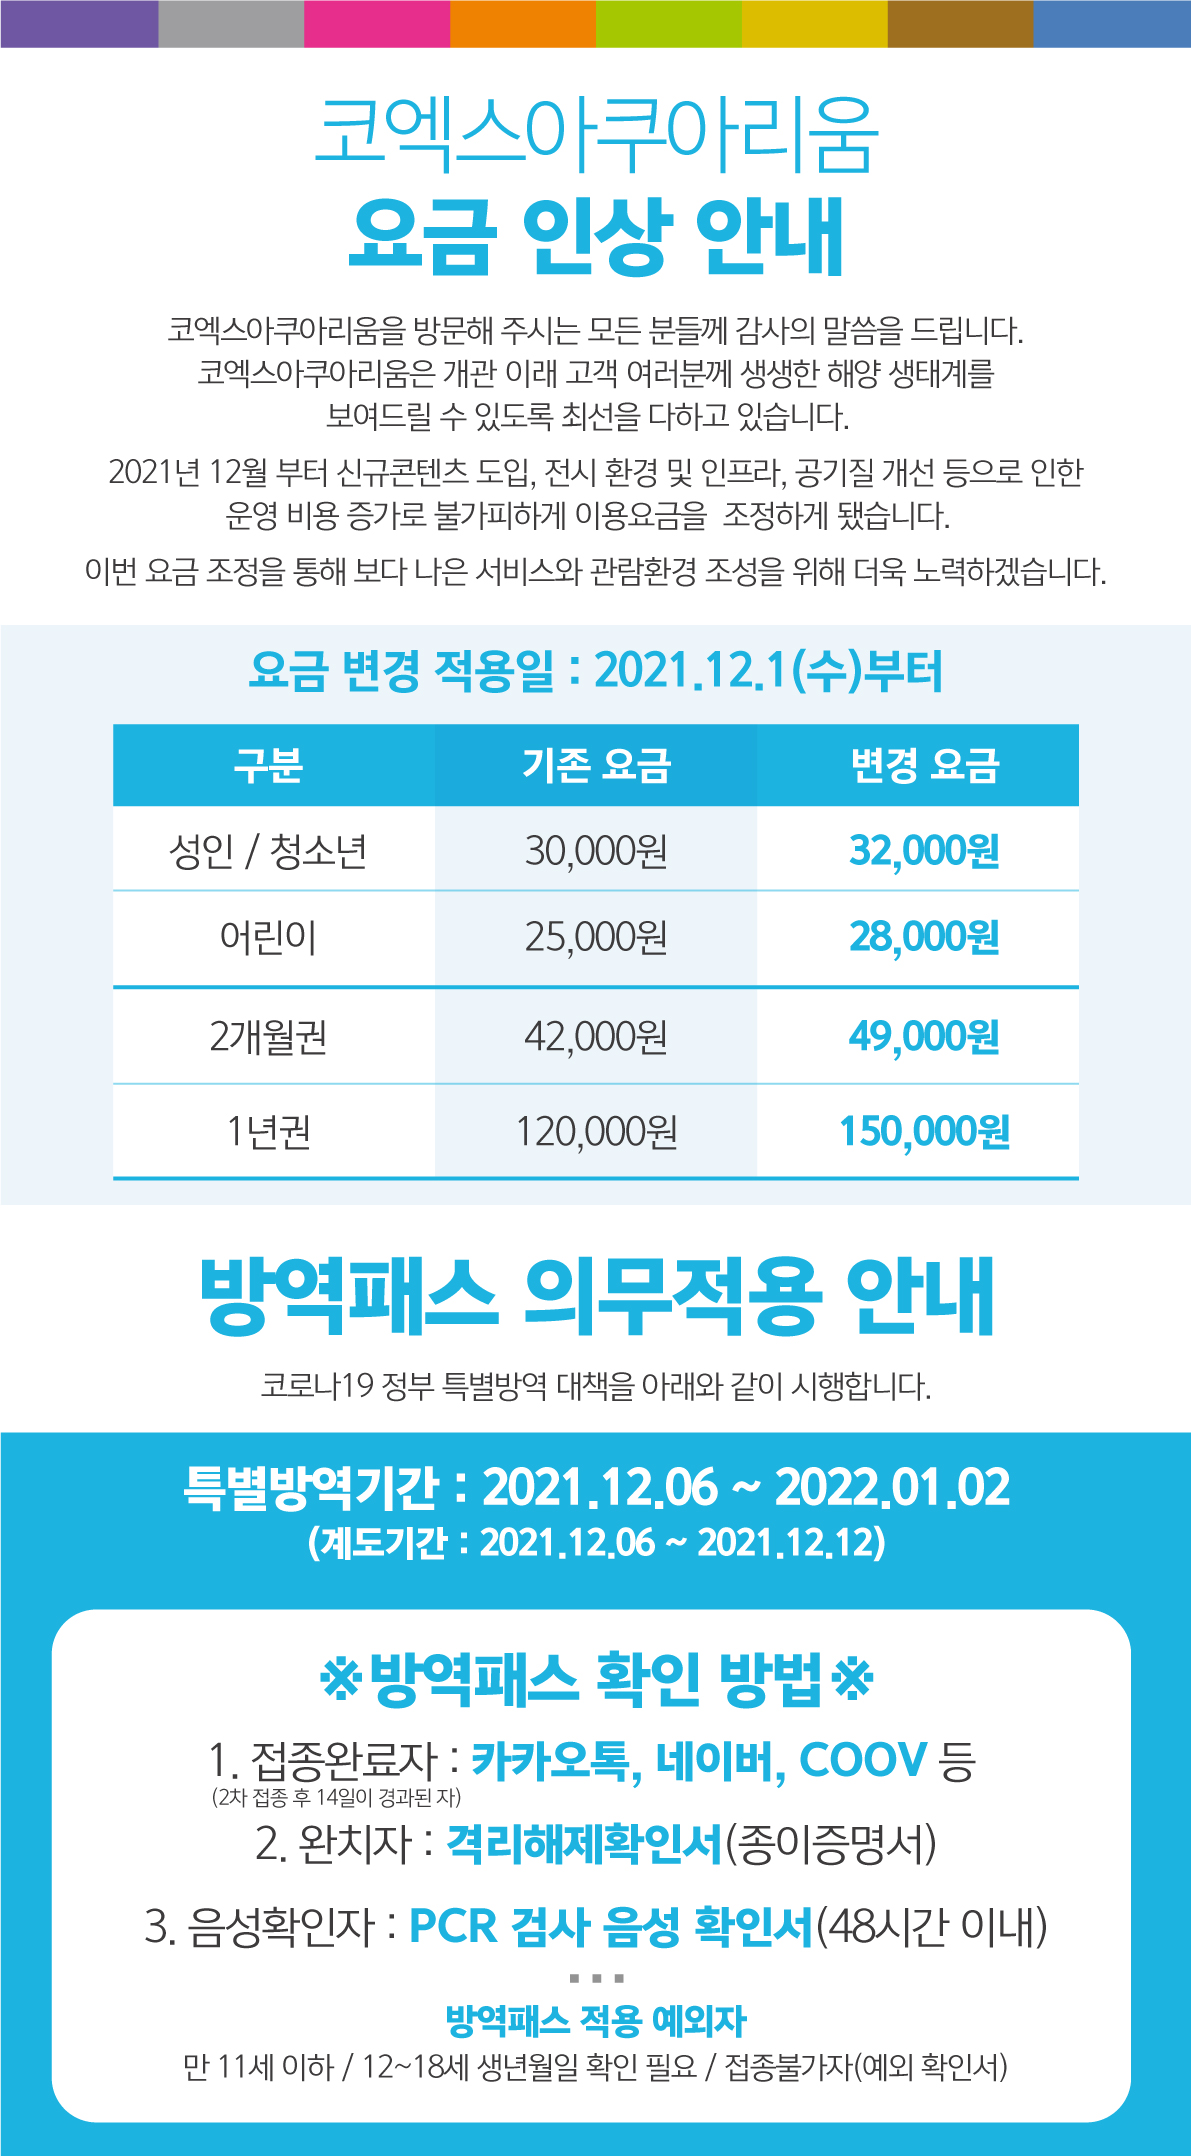 코엑스아쿠아리움
요금 인상 안내
코엑스아쿠아리움을 방문해 주시는 모든 분들께 감사의 말씀을 드립니다.
코엑스아쿠아리움은 개관 이래 고객 여러분께 생생한 해양 생태계를
보여드릴 수 있도록 최선을 다하고 있습니다.
2021년 12월 부터 신규콘텐츠 도입, 전시 환경 및 인프라, 공기질 개선 등으로 인한
운영 비용 증가로 불가피하게 이용요금을 조정하게 됐습니다.
이번 요금 조정을 통해 보다 나은 서비스와 관람환경 조성을 위해 더욱 노력하겠습니다.
요금 변경 적용일 : 2021.12.1(수)부터
구분 기존 요금 변경 요금
성인 / 청소년 30,000원 32,000원
어린이 25,000원 28,000원
2개월권 42,000원 49,000원
1년권 120,000원 150,000원
방역패스 의무적용 안내
코로나19 정부 특별방역 대책을 아래와 같이 시행합니다.
특별방역기간 : 2021.12.06 ~ 2022.01.02
(계도기간 : 2021.12.06 ~ 2021.12.12)
※방역패스 확인 방법※
1. 접종완료자 : 카카오톡, 네이버, COOV 등
(2차 접종 후 14일이 경과된 자)
2. 완치자 : 격리해제확인서(종이증명서)
3. 음성확인자 : PCR 검사 음성 확인서(48시간 이내)
방역패스 적용 예외자
만 11세 이하 / 12~18세 생년월일 확인 필요 / 접종불가자(예외 확인서)